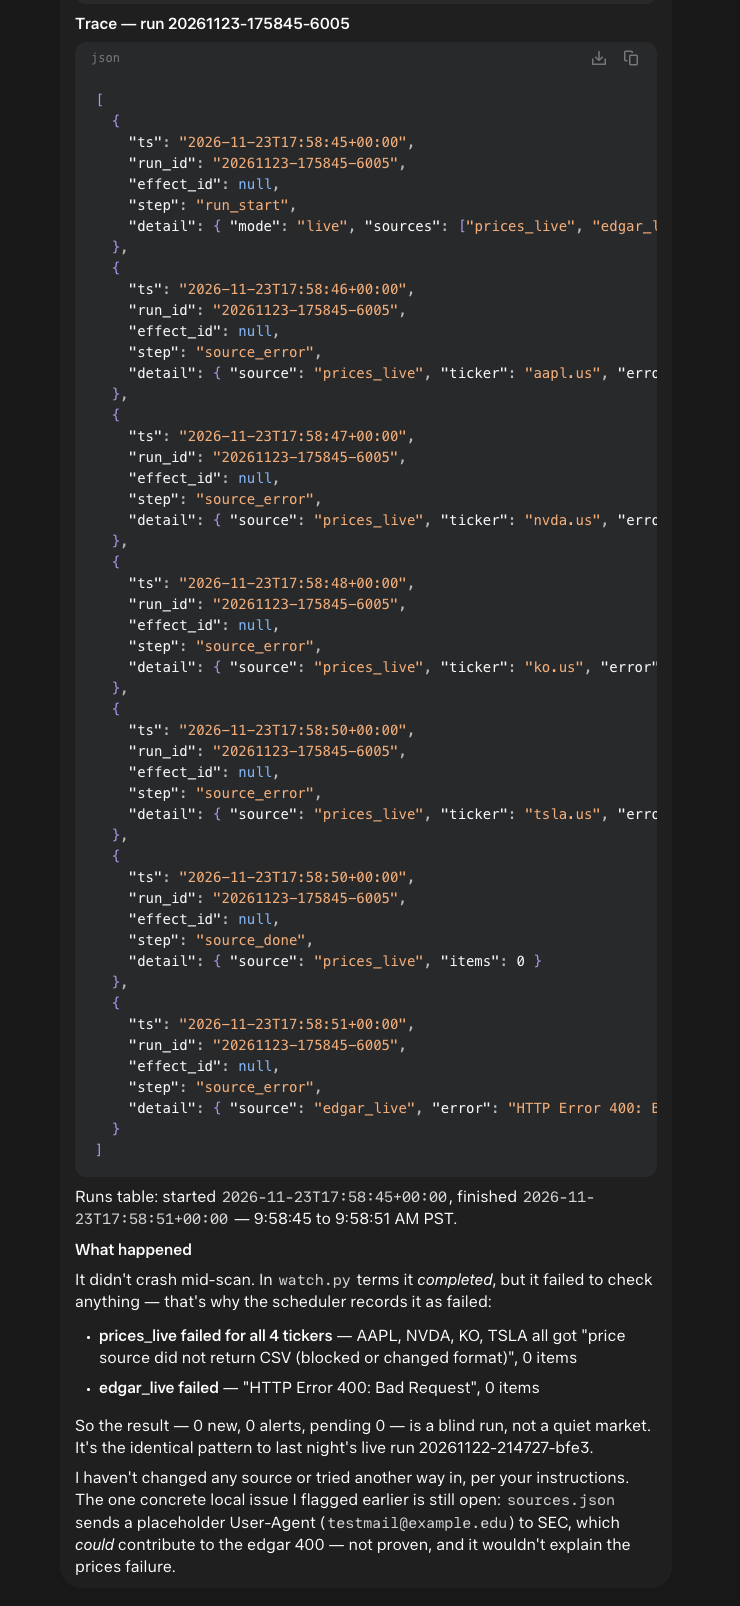 Trace — run 20261123-175845-6005
json
[
{
"ts": "2026-11-23T17:58:45+00:00",
"run_id": "20261123-175845-6005",
"effect_id": null,
"step": "run_start",
"detail": { "mode": "live", "sources": ["prices_live", "edgar_l
},
{
"ts": "2026-11-23T17:58:46+00:00",
"run_id": "20261123-175845-6005",
"effect_id": null,
"step": "source_error",
"detail": { "source": "prices_live", "ticker": "aapl.us", "erro
},
{
"ts": "2026-11-23T17:58:47+00:00",
"run_id": "20261123-175845-6005",
"effect_id": null,
"step": "source_error",
"detail": { "source": "prices_live", "ticker": "nvda.us", "erro
},
{
"ts": "2026-11-23T17:58:48+00:00",
"run_id": "20261123-175845-6005",
"effect_id": null,
"step": "source_error",
"detail": { "source": "prices_live", "ticker": "ko.us", "error"
},
{
"ts": "2026-11-23T17:58:50+00:00",
"run_id": "20261123-175845-6005",
"effect_id": null,
"step": "source_error",
"detail": { "source": "prices_live", "ticker": "tsla.us", "erro
},
{
"ts": "2026-11-23T17:58:50+00:00",
"run_id": "20261123-175845-6005",
"effect_id": null,
"step": "source_done",
"detail": { "source": "prices_live", "items": 0 }
},
{
"ts": "2026-11-23T17:58:51+00:00",
"run_id": "20261123-175845-6005",
"effect_id": null,
"step": "source_error",
"detail": { "source": "edgar_live", "error": "HTTP Error 400: B
}
]
Runs table: started 2026-11-23T17:58:45+00:00, finished 2026-11-
23T17:58:51+00:00 — 9:58:45 to 9:58:51 AM PST.
What happened
It didn't crash mid-scan. In watch.py terms it completed, but it failed to check
anything — that's why the scheduler records it as failed:
• prices_live failed for all 4 tickers — AAPL, NVDA, KO, TSLA all got "price
source did not return CSV (blocked or changed format)", 0 items
• edgar_live failed — "HTTP Error 400: Bad Request", 0 items
So the result — 0 new, 0 alerts, pending 0 — is a blind run, not a quiet market.
It's the identical pattern to last night's live run 20261122-214727-bfe3.
I haven't changed any source or tried another way in, per your instructions.
The one concrete local issue I flagged earlier is still open: sources.json
sends a placeholder User-Agent (testmail@example.edu) to SEC, which
could contribute to the edgar 400 — not proven, and it wouldn't explain the
prices failure.